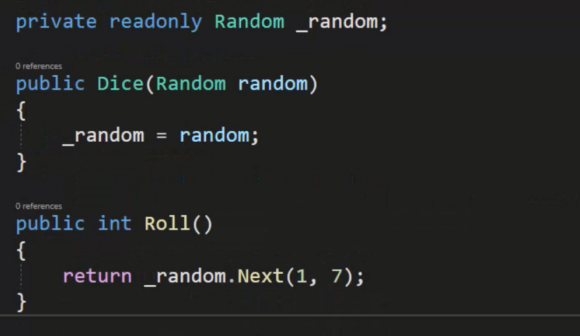 private readonly Random _random;
0 references
public Dice(Random random)
{
    _random = random;
}
0 references
public int Roll()
{
    return _random.Next(1, 7);
}